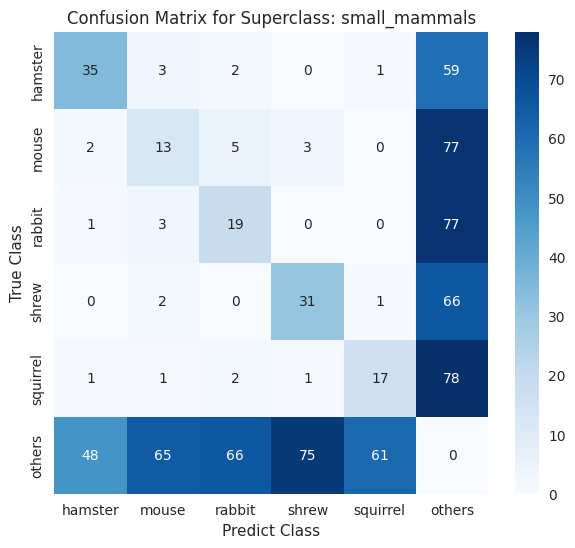 Confusion Matrix for Superclass: small_mammals
True Class
hamster 35 3 2 0 1 59
mouse 2 13 5 3 0 77
rabbit 1 3 19 0 0 77
shrew 0 2 0 31 1 66
squirrel 1 1 2 1 17 78
others 48 65 66 75 61 0
hamster mouse rabbit shrew squirrel others
Predict Class
70
60
50
40
30
20
10
0